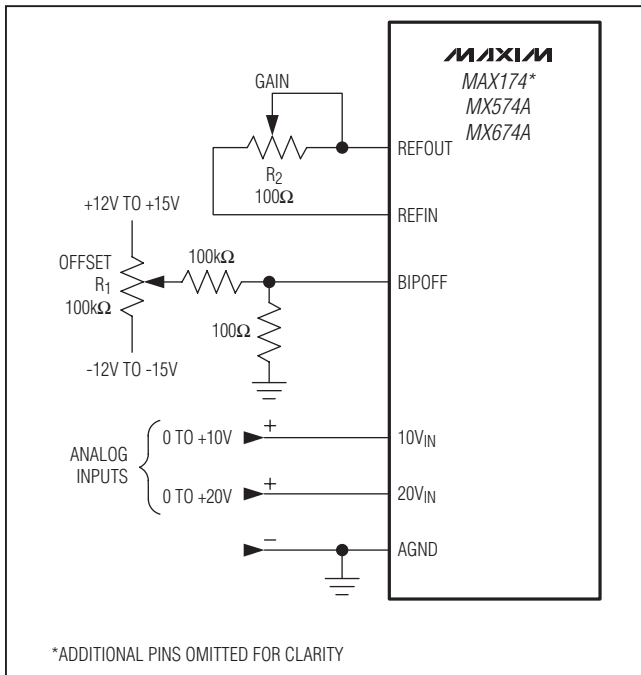 MAXIM
MAX174*
MX574A
MX674A
GAIN
R2
100Ω
REFOUT
REFIN
+12V TO +15V
OFFSET
R1
100kΩ
-12V TO -15V
100kΩ
100Ω
BIPOFF
ANALOG
INPUTS
0 TO +10V
+
10VIN
0 TO +20V
+
20VIN
−
AGND
*ADDITIONAL PINS OMITTED FOR CLARITY